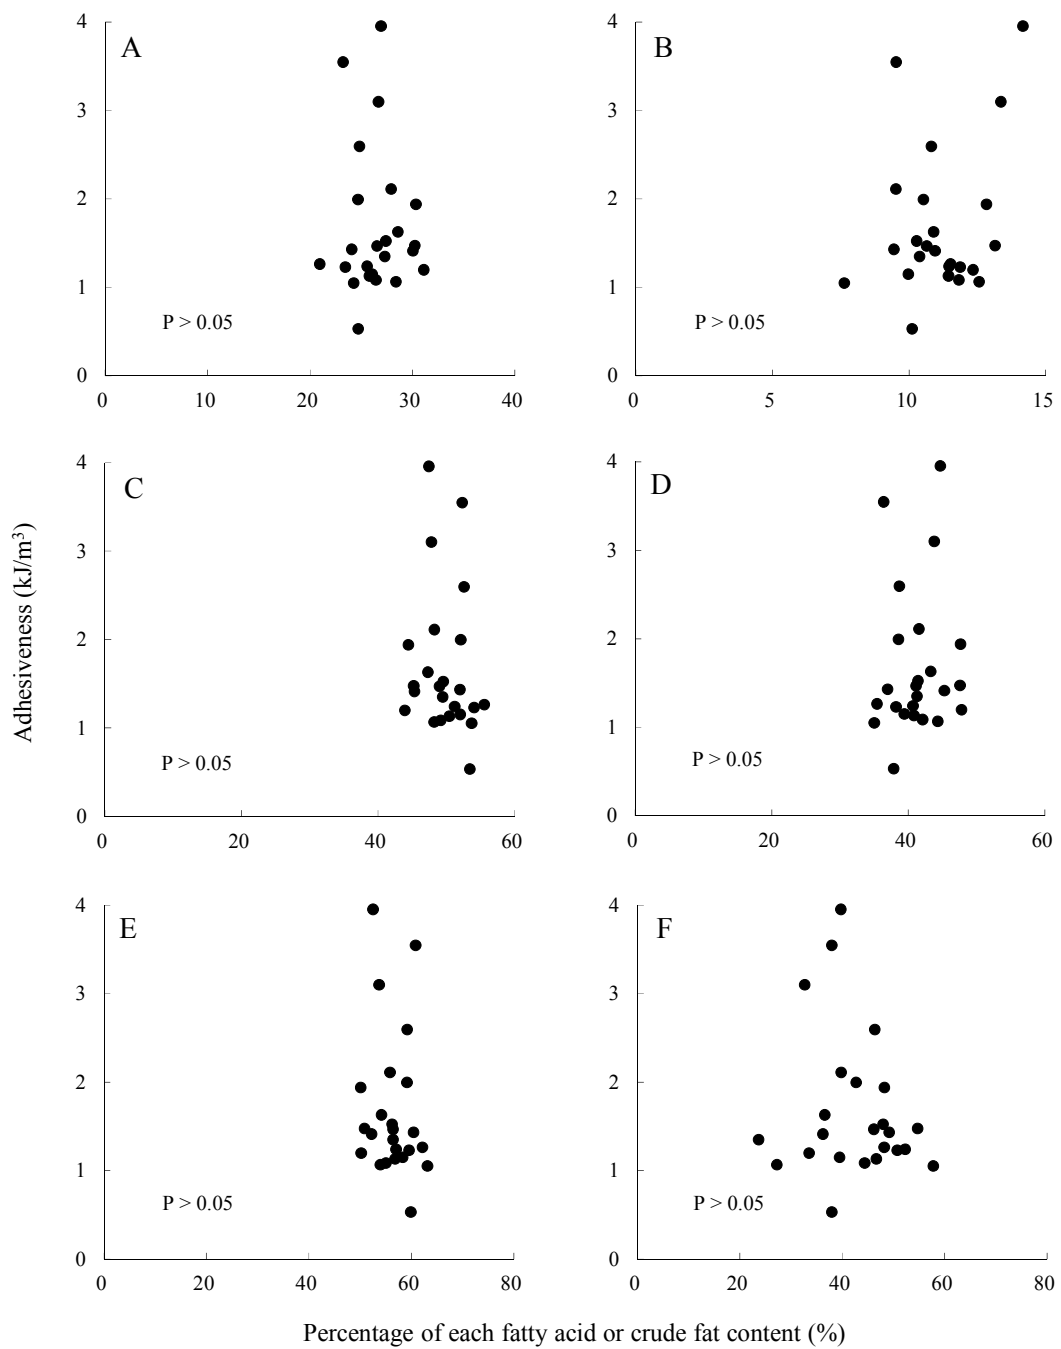 4
A
3
2
1
P > 0.05
0
0 10 20 30 40
4
B
3
2
1
P > 0.05
0
0 5 10 15
Adhesiveness (kJ/m³)
4
C
3
2
1
P > 0.05
0
0 20 40 60
4
D
3
2
1
P > 0.05
0
0 20 40 60
4
E
3
2
1
P > 0.05
0
0 20 40 60 80
4
F
3
2
1
P > 0.05
0
0 20 40 60 80
Percentage of each fatty acid or crude fat content (%)